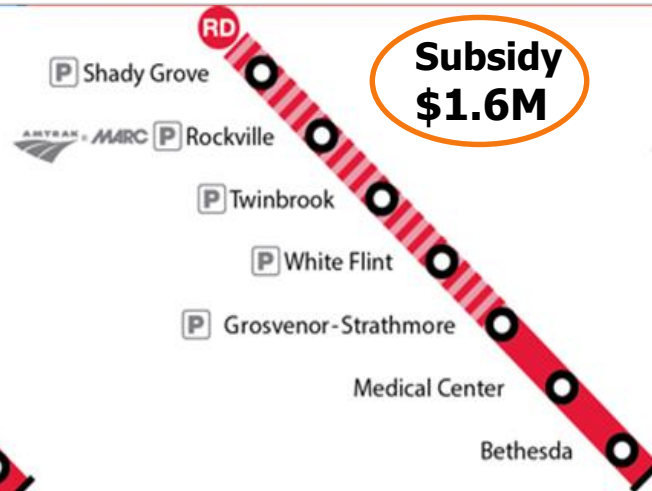 RD
Subsidy
$1.6M
P Shady Grove
AMTRAK MARC P Rockville
P Twinbrook
P White Flint
P Grosvenor-Strathmore
Medical Center
Bethesda